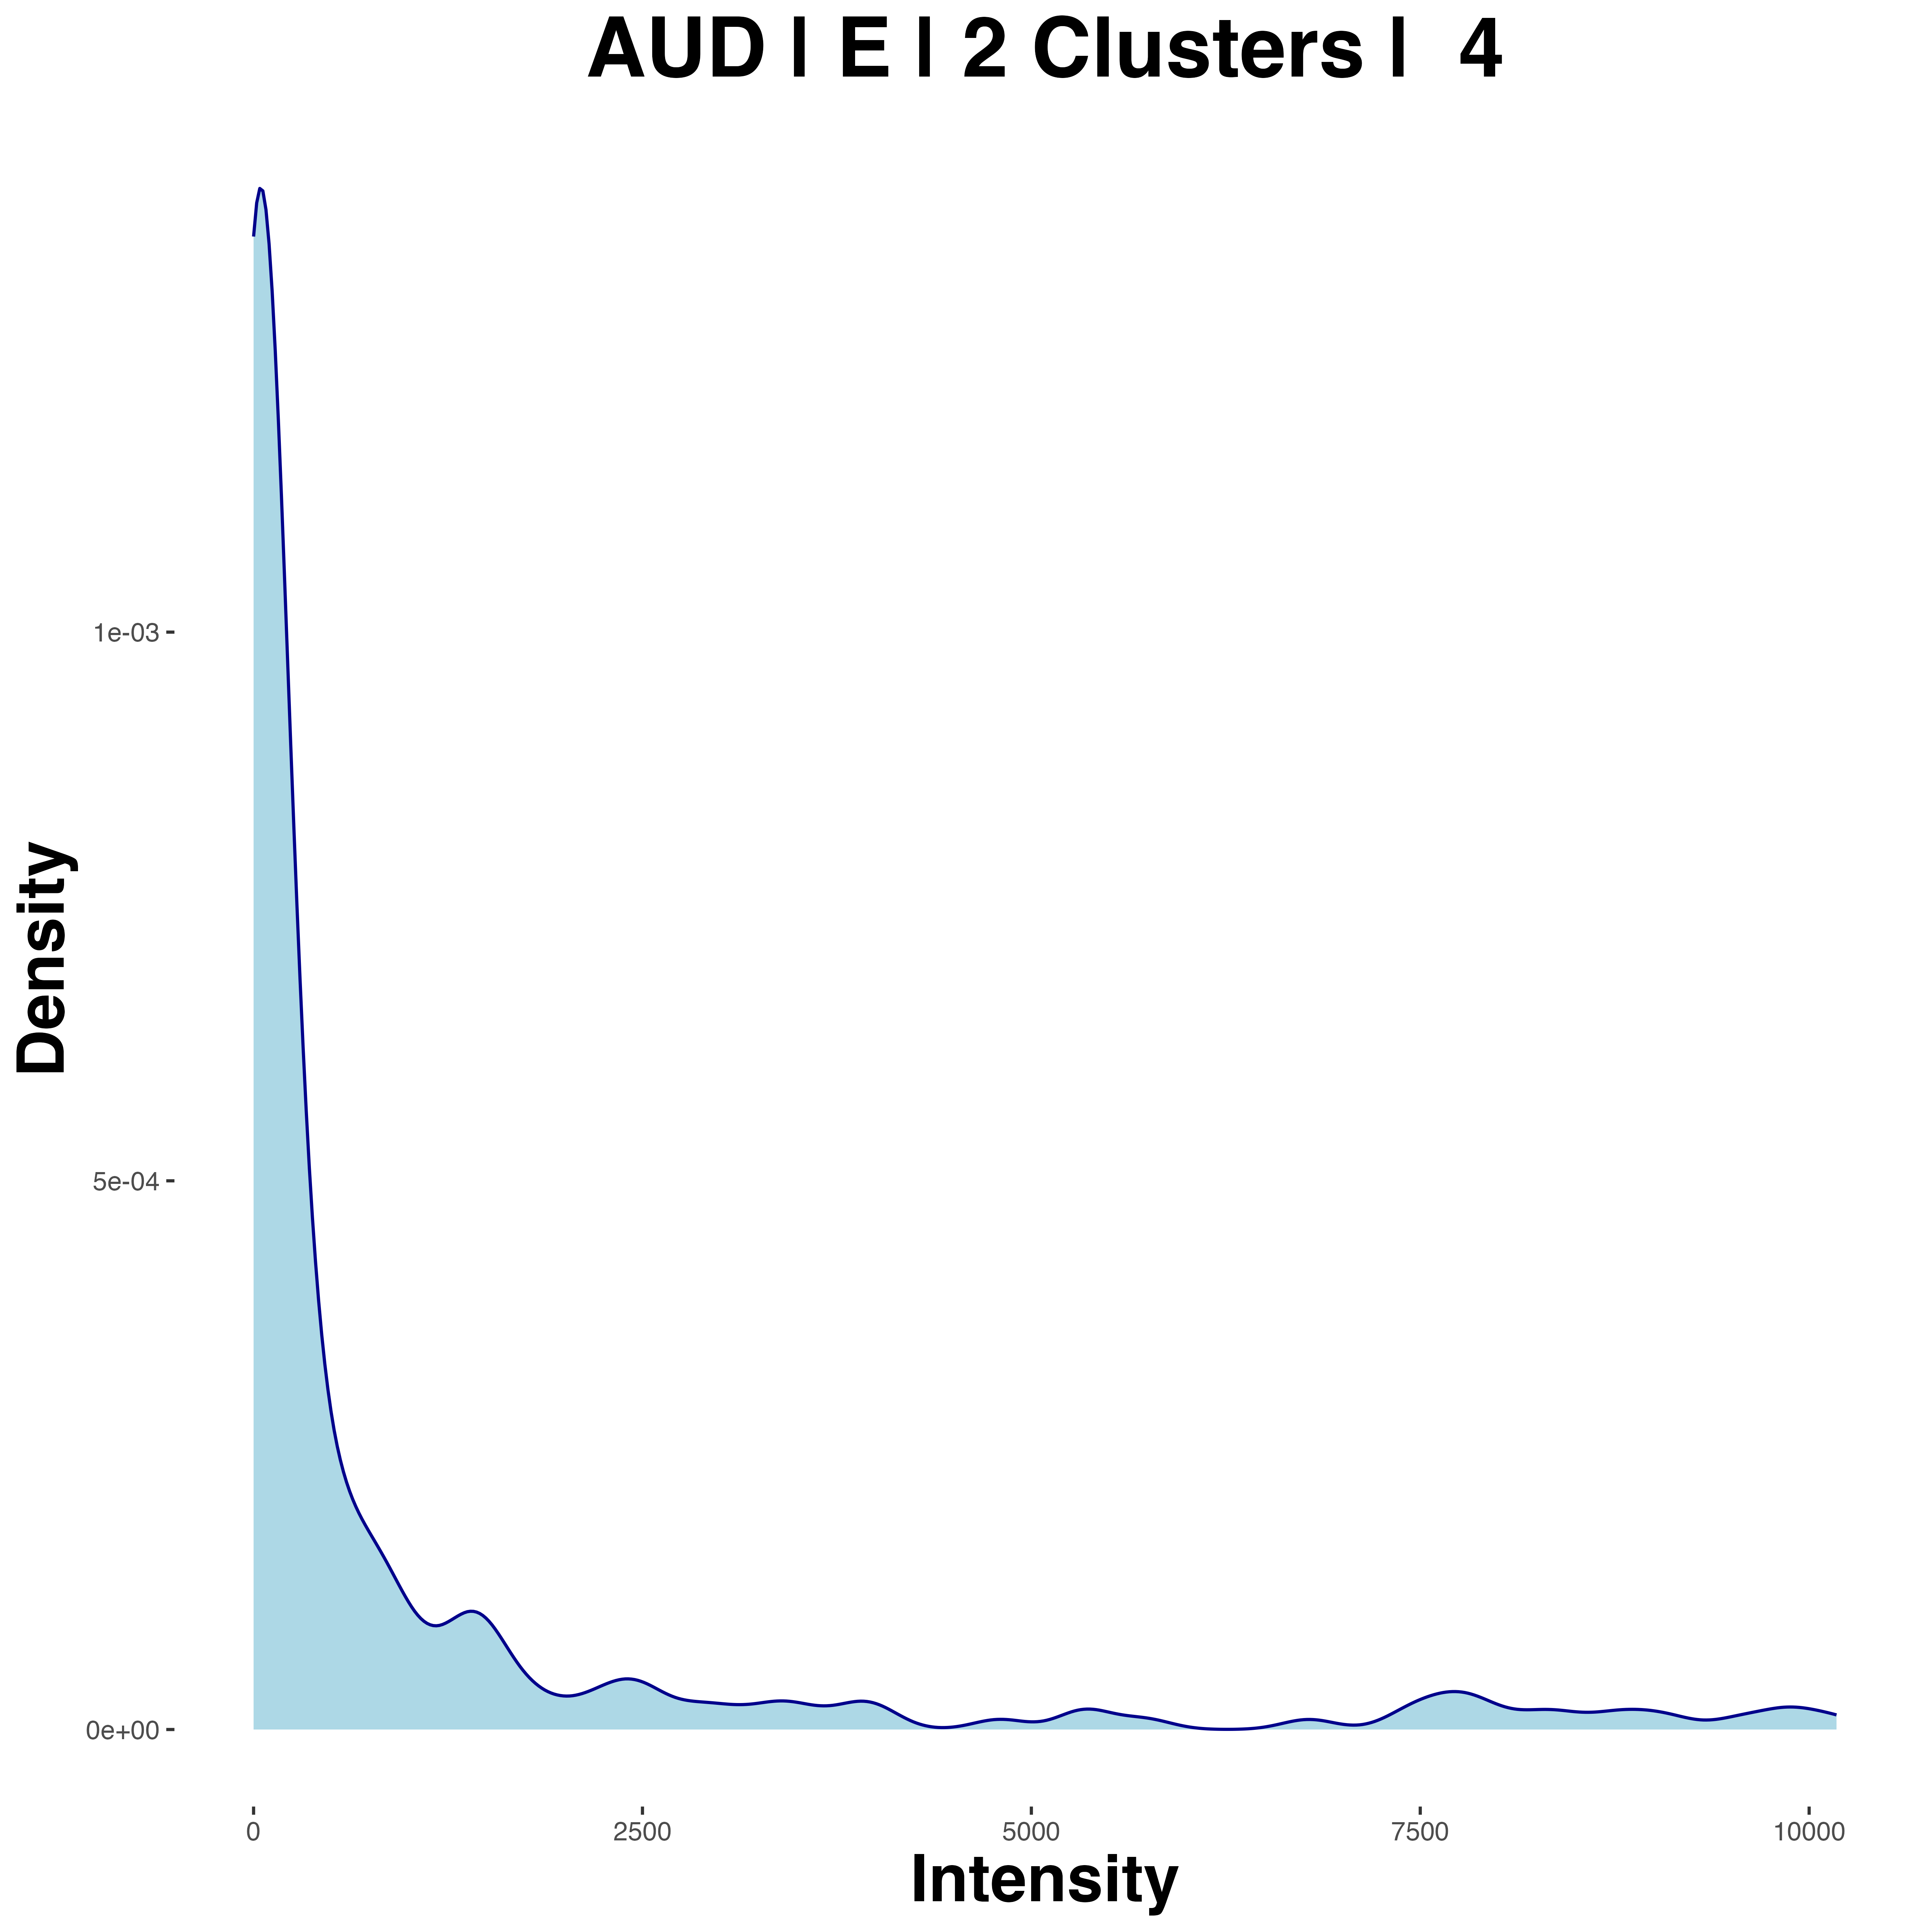 AUD | E | 2 Clusters | 4
Density
1e-03
5e-04
0e+00
0
2500
5000
7500
10000
Intensity